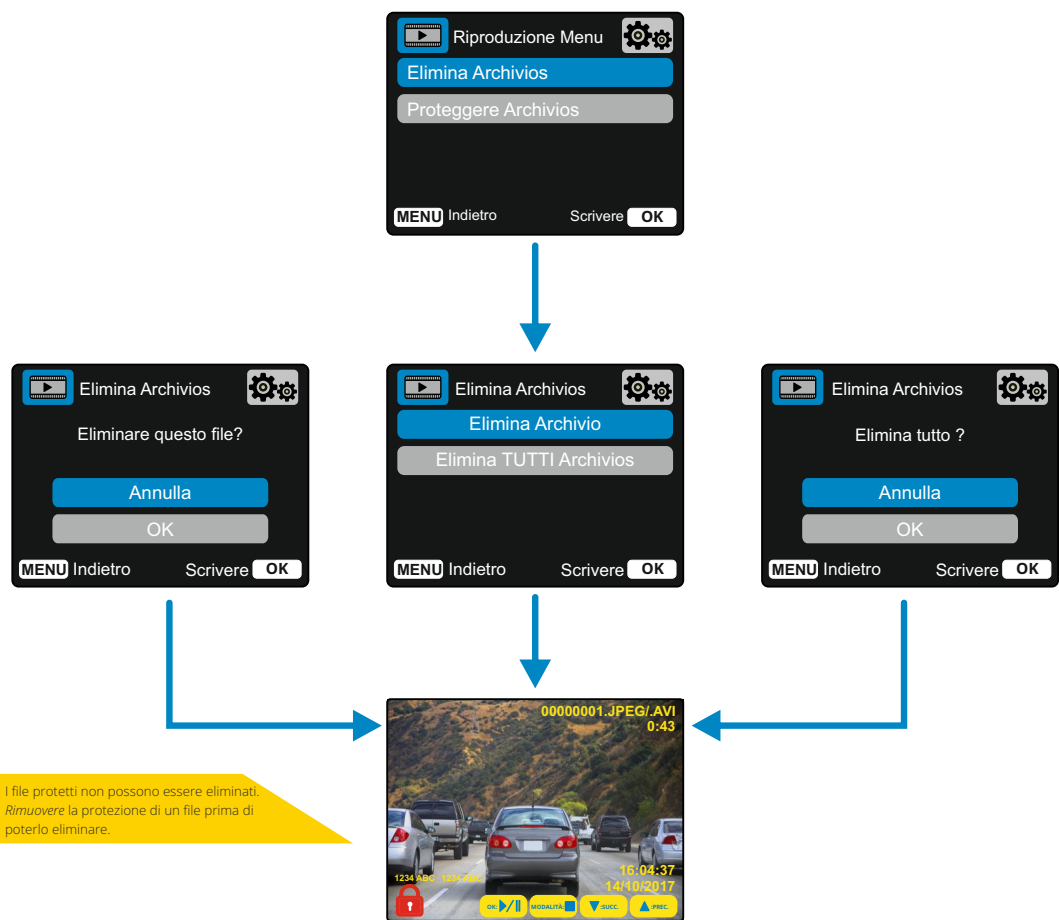 Riproduzione Menu
Elimina Archivios
Proteggere Archivios
MENU Indietro Scrivere OK
Elimina Archivios
Eliminare questo file?
Annulla
OK
MENU Indietro Scrivere OK
Elimina Archivios
Elimina Archivio
Elimina TUTTI Archivios
MENU Indietro Scrivere OK
Elimina Archivios
Elimina tutto ?
Annulla
OK
MENU Indietro Scrivere OK
00000001.JPEG/.AVI
0:43
I file protetti non possono essere eliminati.
Rimuovere la protezione di un file prima di
poterlo eliminare.
16:04:37
1234 ABC 1234 ABC
14/10/2017
OK: MODALITÀ: :SUCC. :PREC.